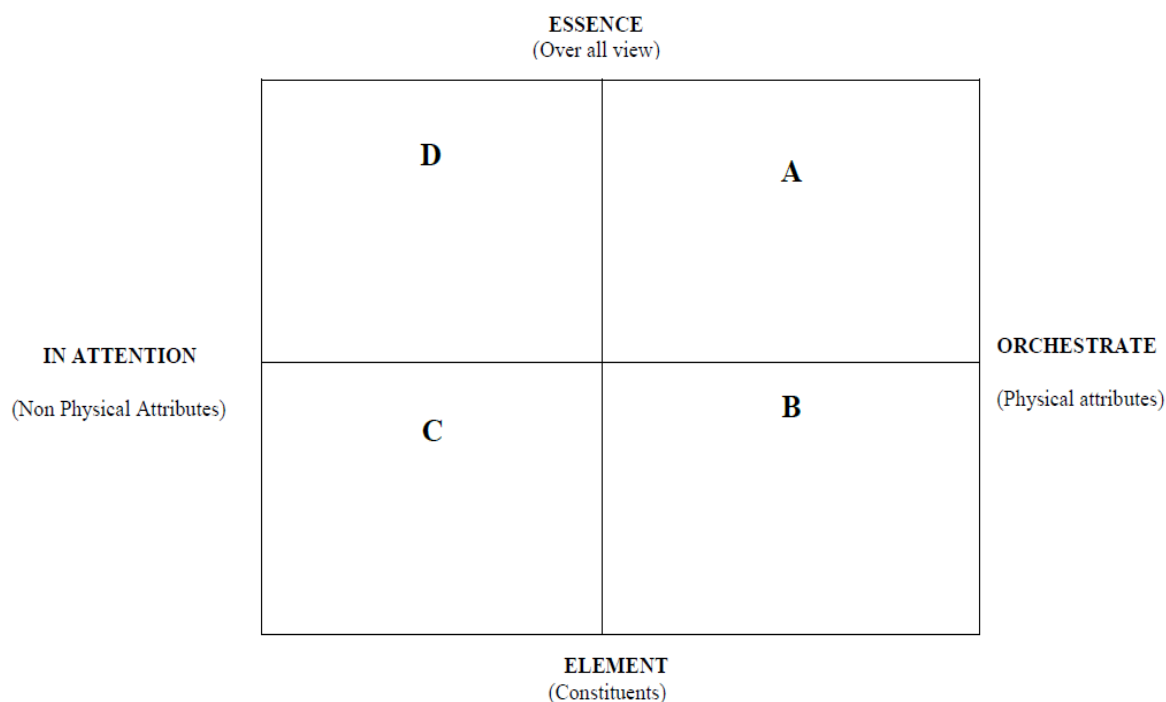 ESSENCE
(Over all view)
D
A
IN ATTENTION
(Non Physical Attributes)
ORCHESTRATE
(Physical attributes)
C
B
ELEMENT
(Constituents)